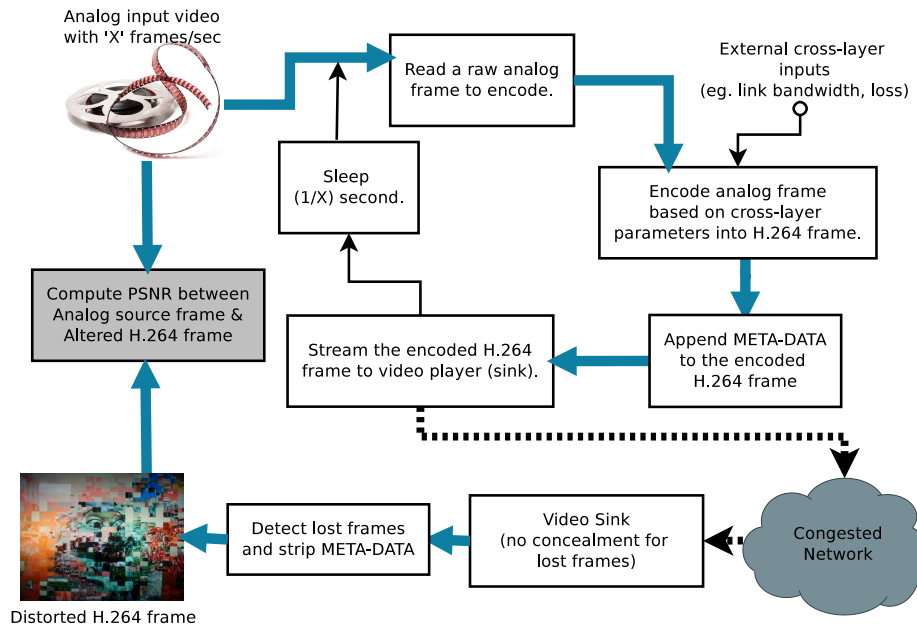 Analog input video
with 'X' frames/sec
Read a raw analog
frame to encode.
External cross-layer
inputs
(eg. link bandwidth, loss)
Sleep
(1/X) second.
Encode analog frame
based on cross-layer
parameters into H.264 frame.
Compute PSNR between
Analog source frame &
Altered H.264 frame
Stream the encoded H.264
frame to video player (sink).
Append META-DATA
to the encoded
H.264 frame
Detect lost frames
and strip META-DATA
Video Sink
(no concealment for
lost frames)
Congested
Network
Distorted H.264 frame